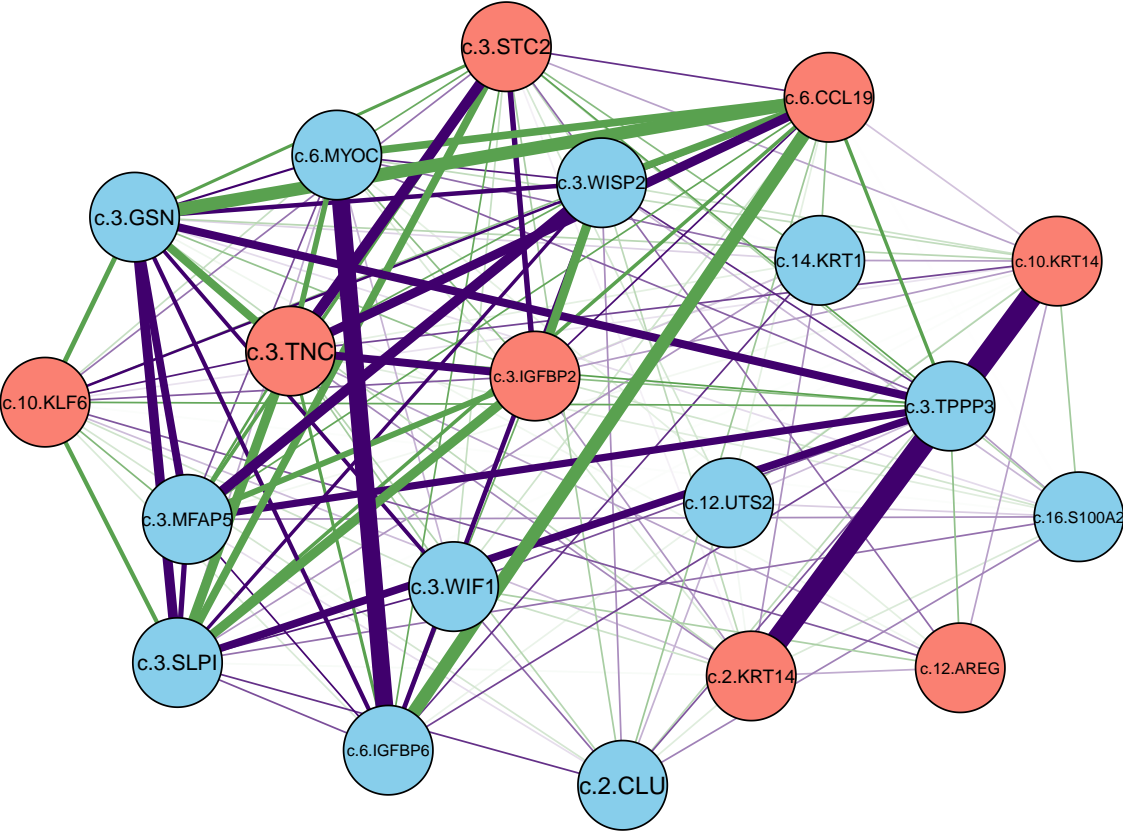 c.3.STC2
c.6.CCL19
c.6.MYOC
c.3.WISP2
c.3.GSN
c.14.KRT1
c.10.KRT14
c.3.TNC
c.3.IGFBP2
c.10.KLF6
c.3.TPPP3
c.12.UTS2
c.3.MFAP5
c.16.S100A2
c.3.WIF1
c.3.SLPI
c.2.KRT14
c.12.AREG
c.6.IGFBP6
c.2.CLU